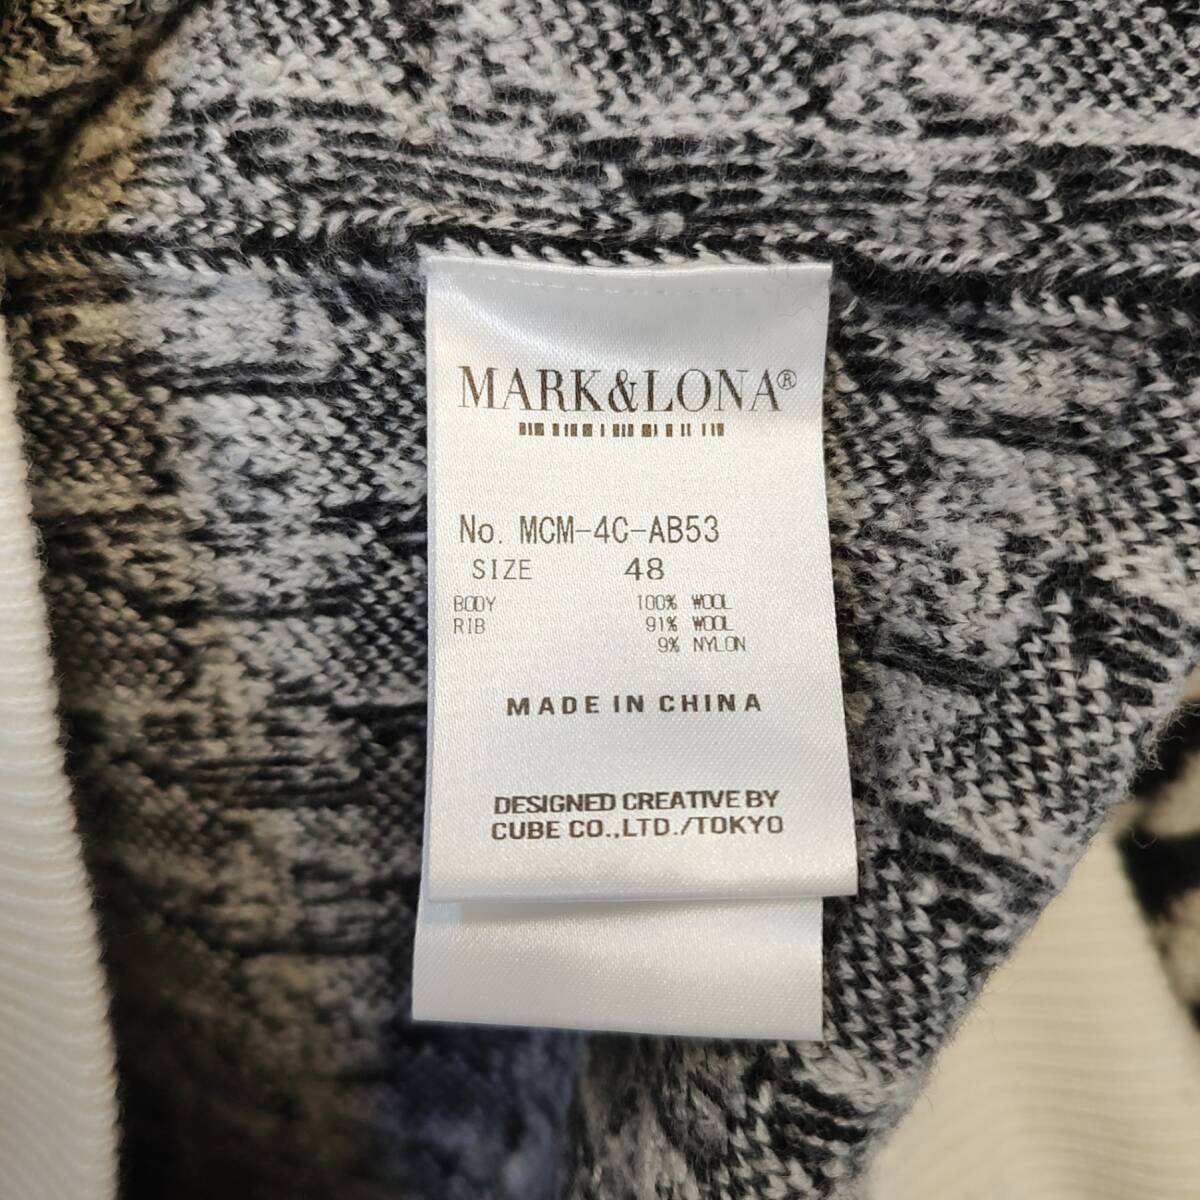 MARK&LONA®
No. MCM-4C-AB53
SIZE 48
BODY 100% WOOL
RIB 91% WOOL
9% NYLON
MADE IN CHINA
DESIGNED CREATIVE BY
CUBE CO.,LTD./TOKYO